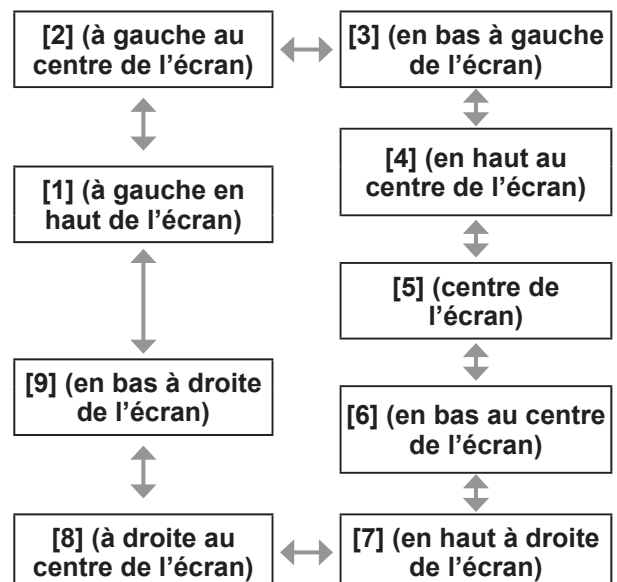 [2] (à gauche au
centre de l'écran)
[3] (en bas à gauche
de l'écran)
[1] (à gauche en
haut de l'écran)
[4] (en haut au
centre de l'écran)
[5] (centre de
l'écran)
[9] (en bas à droite
de l'écran)
[6] (en bas au centre
de l'écran)
[8] (à droite au
centre de l'écran)
[7] (en haut à droite
de l'écran)